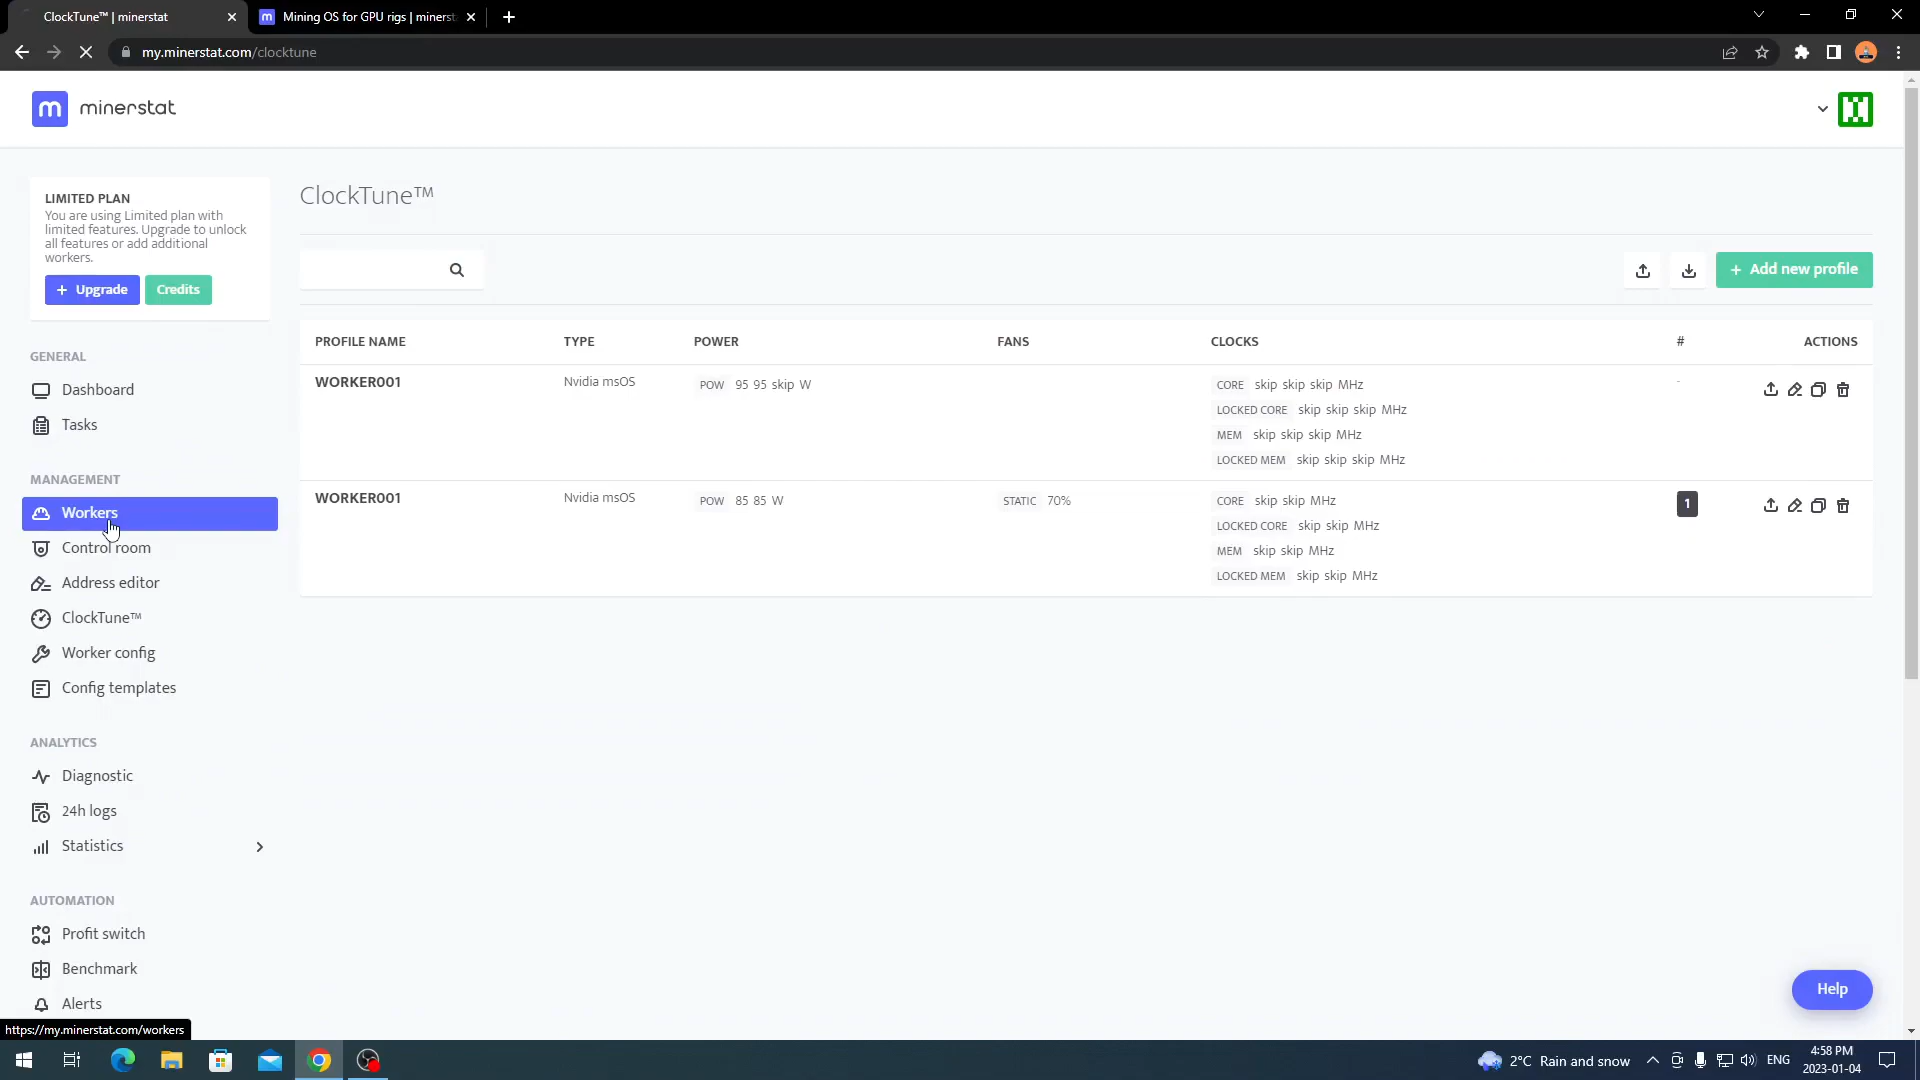 ClockTune™ | minerstat
Mining OS for GPU rigs | minerst
my.minerstat.com/clocktune
m minerstat
LIMITED PLAN
You are using Limited plan with
limited features. Upgrade to unlock
all features or add additional
workers.
+ Upgrade
Credits
GENERAL
Dashboard
Tasks
MANAGEMENT
Workers
Control room
Address editor
ClockTune™
Worker config
Config templates
ANALYTICS
Diagnostic
24h logs
Statistics
AUTOMATION
Profit switch
Benchmark
Alerts
https://my.minerstat.com/workers
ClockTune™
+ Add new profile
PROFILE NAME TYPE POWER FANS CLOCKS # ACTIONS
WORKER001 Nvidia msOS POW 95 95 skip W CORE skip skip skip MHz -
LOCKED CORE skip skip skip MHz
MEM skip skip skip MHz
LOCKED MEM skip skip skip MHz
WORKER001 Nvidia msOS POW 85 85 W STATIC 70% CORE skip skip MHz 1
LOCKED CORE skip skip MHz
MEM skip skip MHz
LOCKED MEM skip skip MHz
Help
2°C Rain and snow
ENG
4:58 PM
2023-01-04